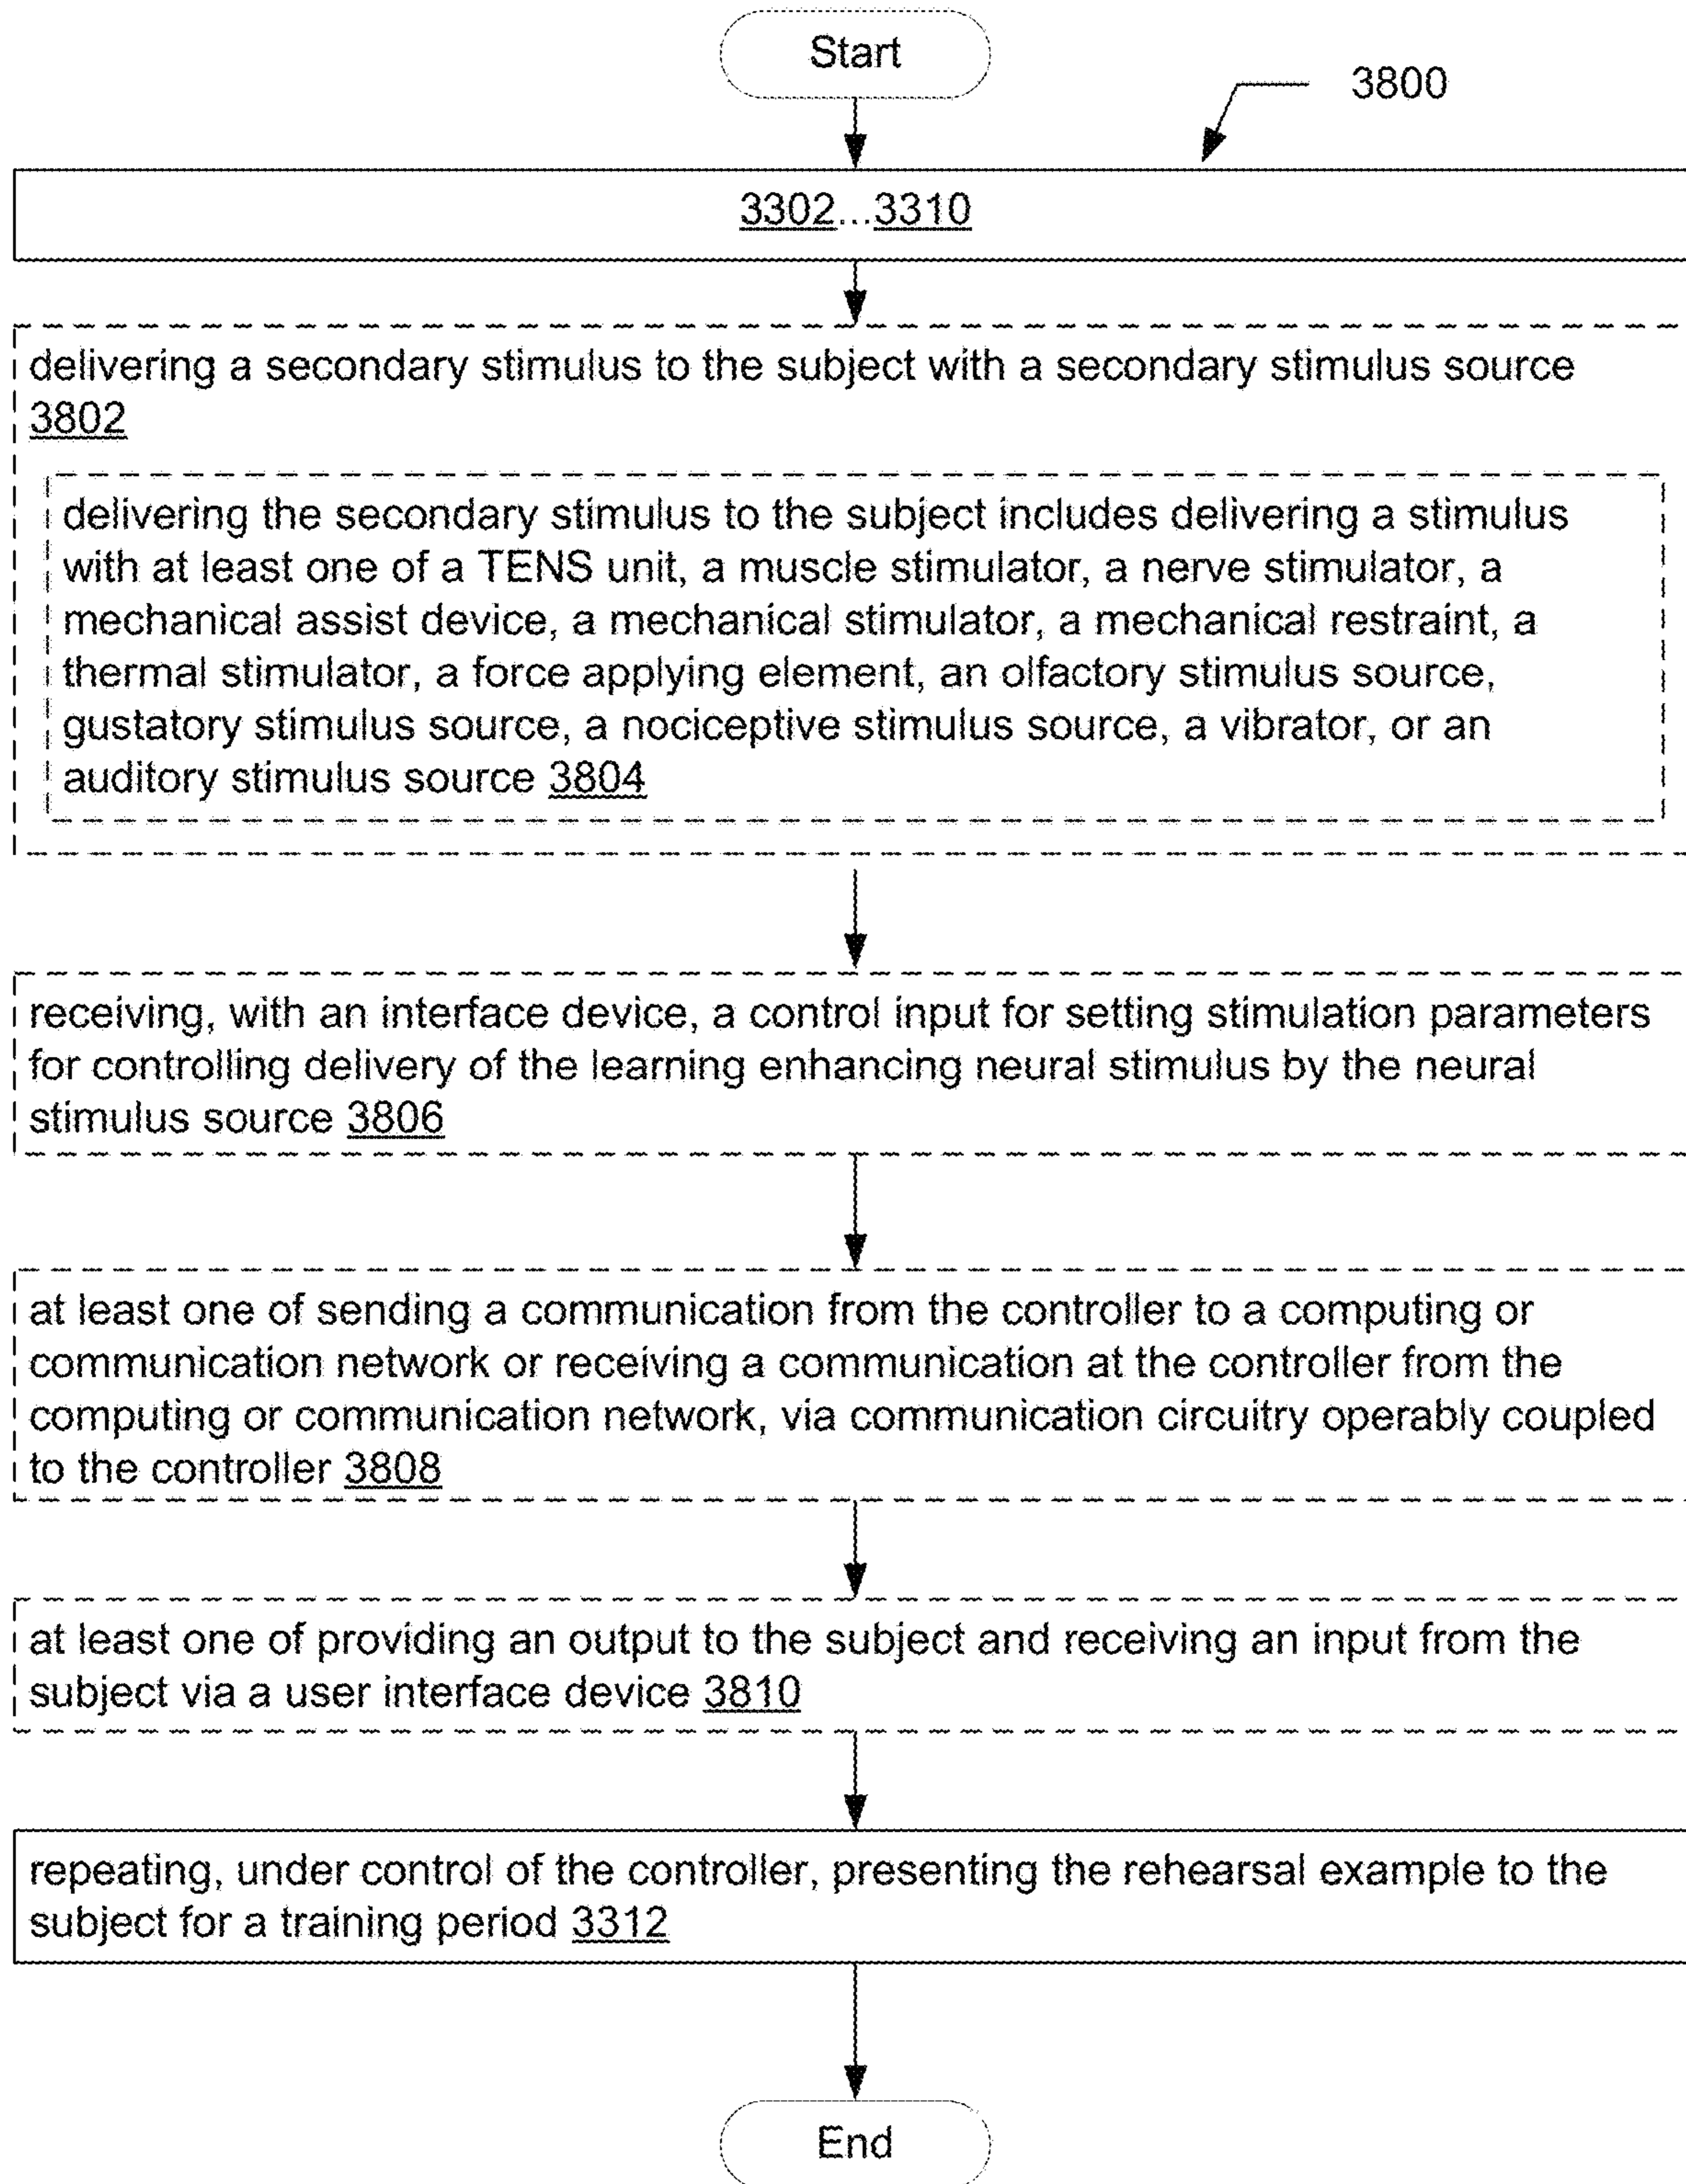 Start
3800
3302...3310
delivering a secondary stimulus to the subject with a secondary stimulus source
3802
delivering the secondary stimulus to the subject includes delivering a stimulus
with at least one of a TENS unit, a muscle stimulator, a nerve stimulator, a
mechanical assist device, a mechanical stimulator, a mechanical restraint, a
thermal stimulator, a force applying element, an olfactory stimulus source,
gustatory stimulus source, a nociceptive stimulus source, a vibrator, or an
auditory stimulus source 3804
receiving, with an interface device, a control input for setting stimulation parameters
for controlling delivery of the learning enhancing neural stimulus by the neural
stimulus source 3806
at least one of sending a communication from the controller to a computing or
communication network or receiving a communication at the controller from the
computing or communication network, via communication circuitry operably coupled
to the controller 3808
at least one of providing an output to the subject and receiving an input from the
subject via a user interface device 3810
repeating, under control of the controller, presenting the rehearsal example to the
subject for a training period 3312
End